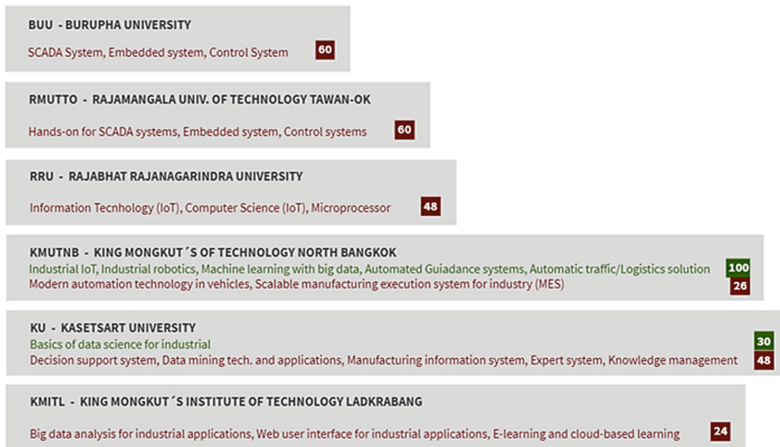 BUU - BURUPHA UNIVERSITY
SCADA System, Embedded system, Control System 60
RMUTTO - RAJAMANGALA UNIV. OF TECHNOLOGY TAWAN-OK
Hands-on for SCADA systems, Embedded system, Control systems 60
RRU - RAJABHAT RAJANAGARINDRA UNIVERSITY
Information Tecnhology (IoT), Computer Science (IoT), Microprocessor 48
KMUTNB - KING MONGKUT´S OF TECHNOLOGY NORTH BANGKOK
Industrial IoT, Industrial robotics, Machine learning with big data, Automated Guiadance systems, Automatic traffic/Logistics solution 100
Modern automation technology in vehicles, Scalable manufacturing execution system for industry (MES) 26
KU - KASETSART UNIVERSITY
Basics of data science for industrial 30
Decision support system, Data mining tech. and applications, Manufacturing information system, Expert system, Knowledge management 48
KMITL - KING MONGKUT´S INSTITUTE OF TECHNOLOGY LADKRABANG
Big data analysis for industrial applications, Web user interface for industrial applications, E-learning and cloud-based learning 24